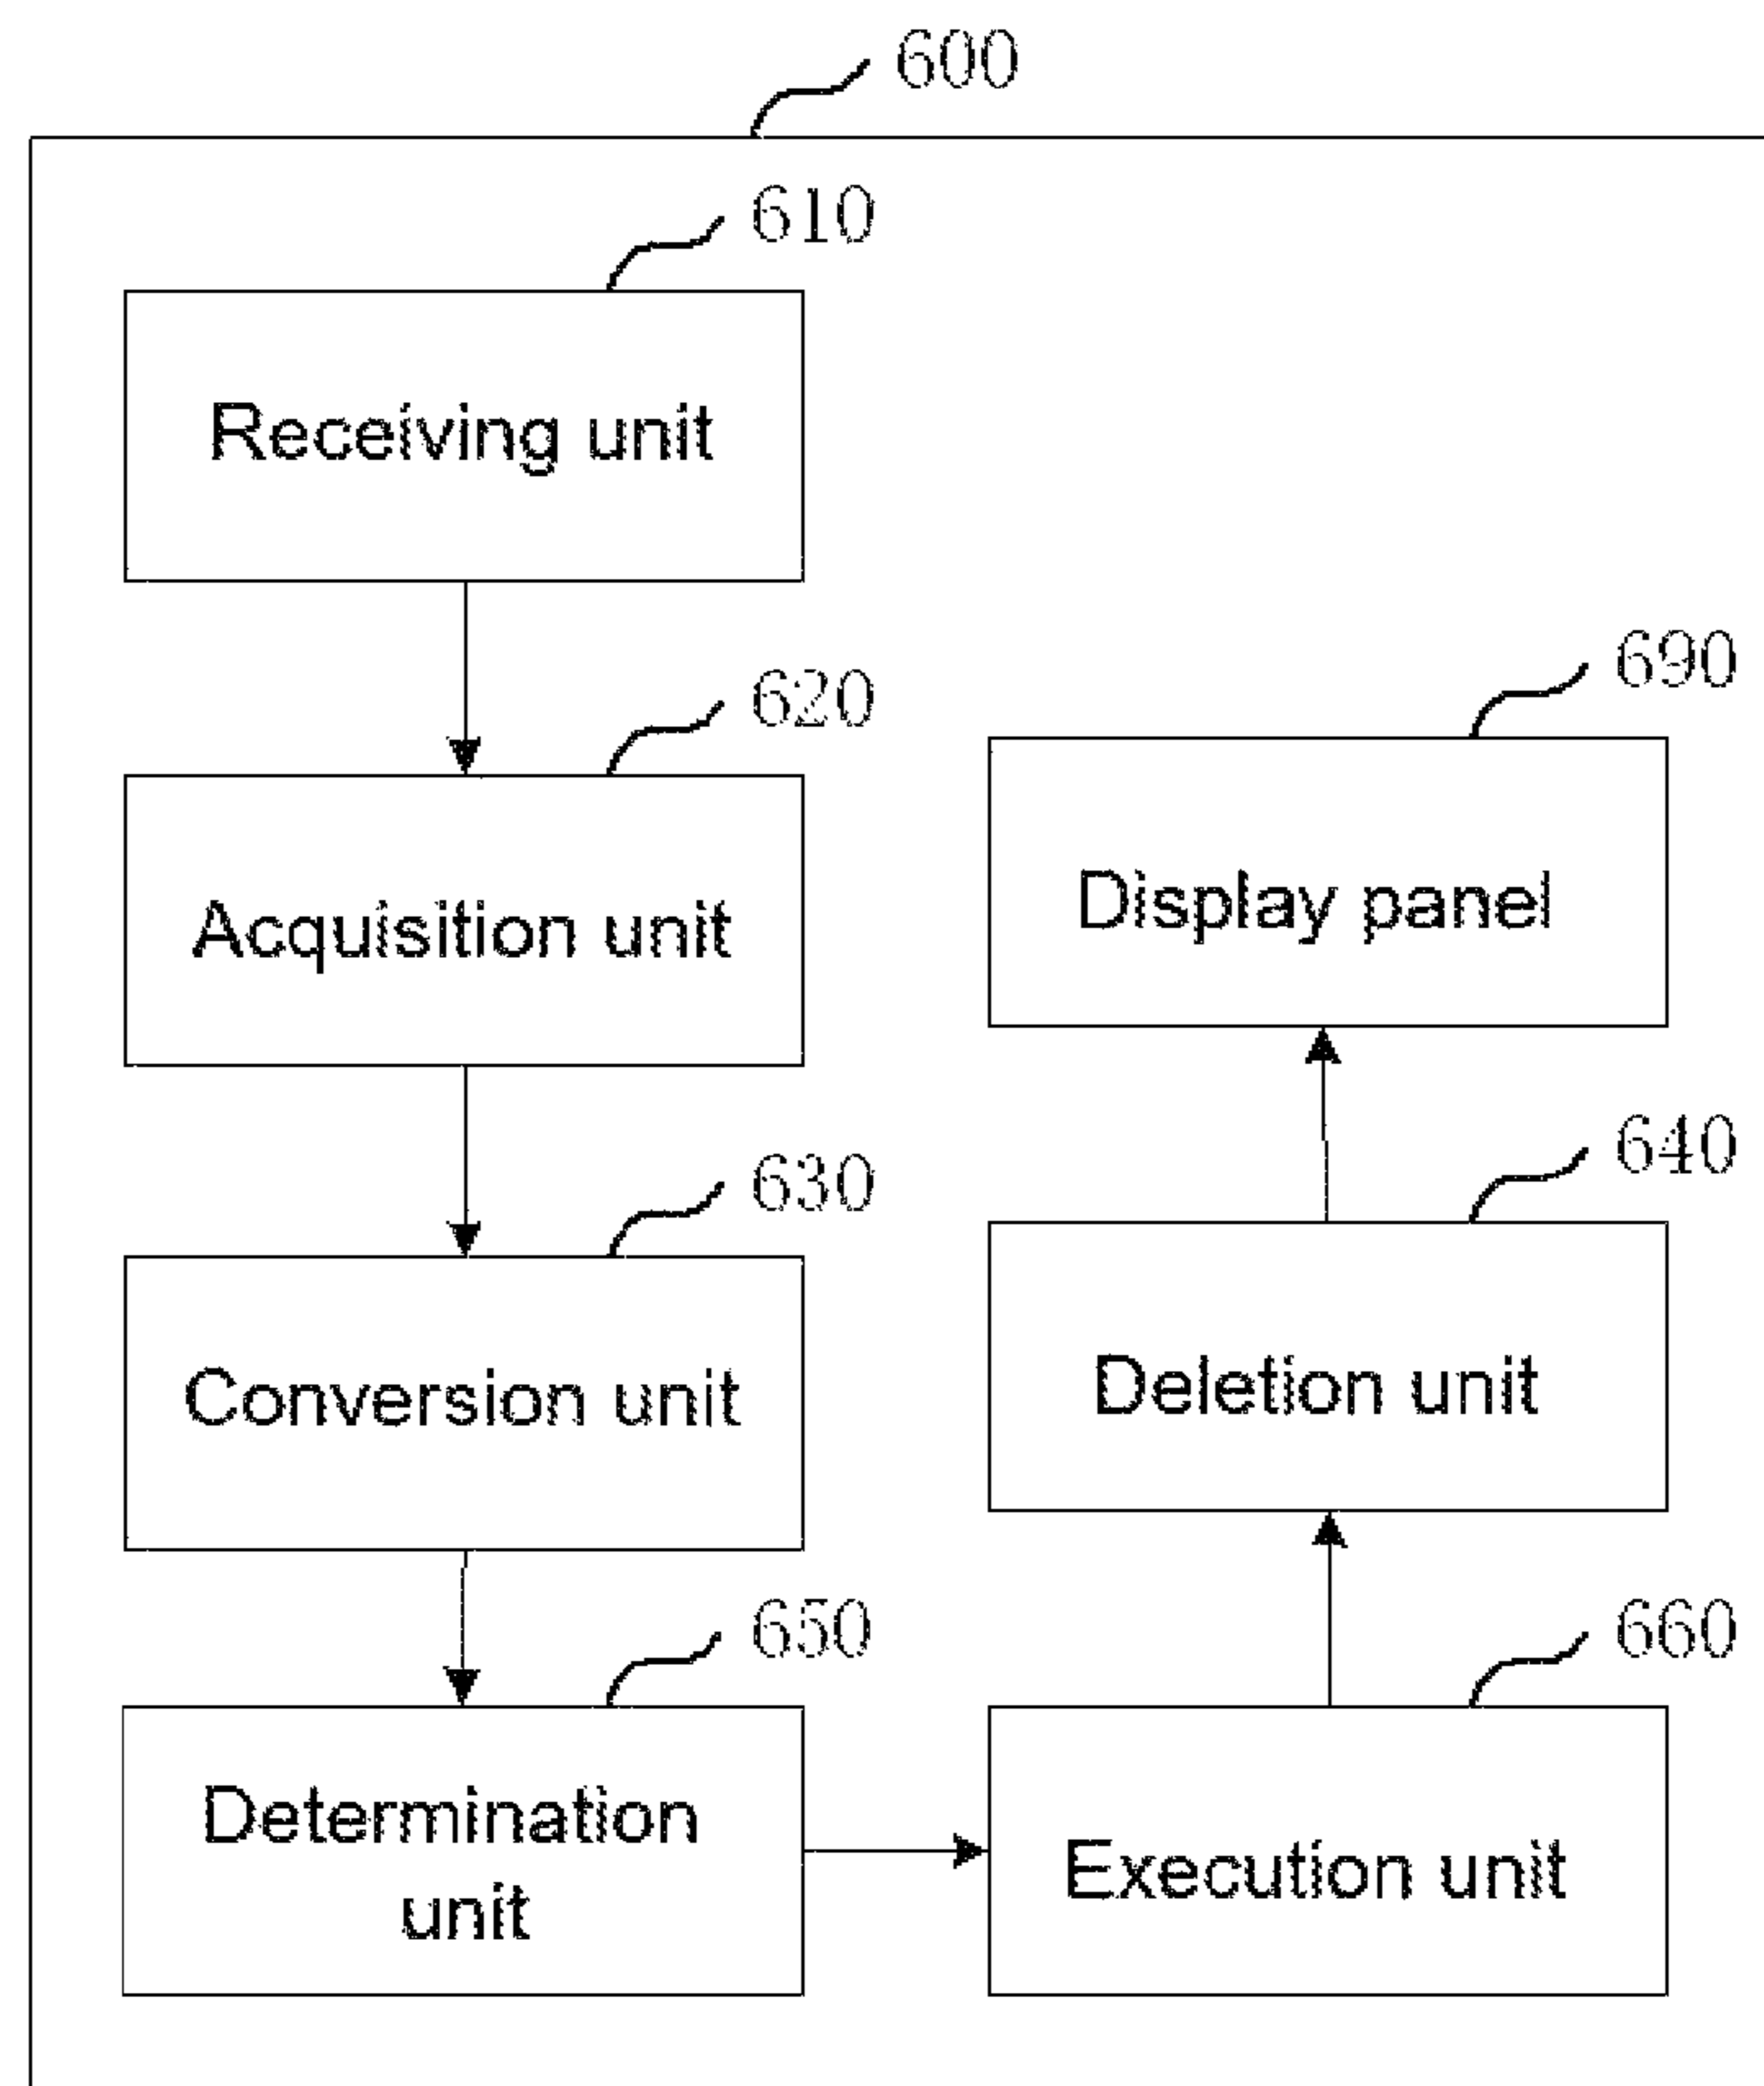 600
610
Receiving unit
620
Acquisition unit
630
Conversion unit
650
Determination
unit
690
Display panel
640
Deletion unit
660
Execution unit